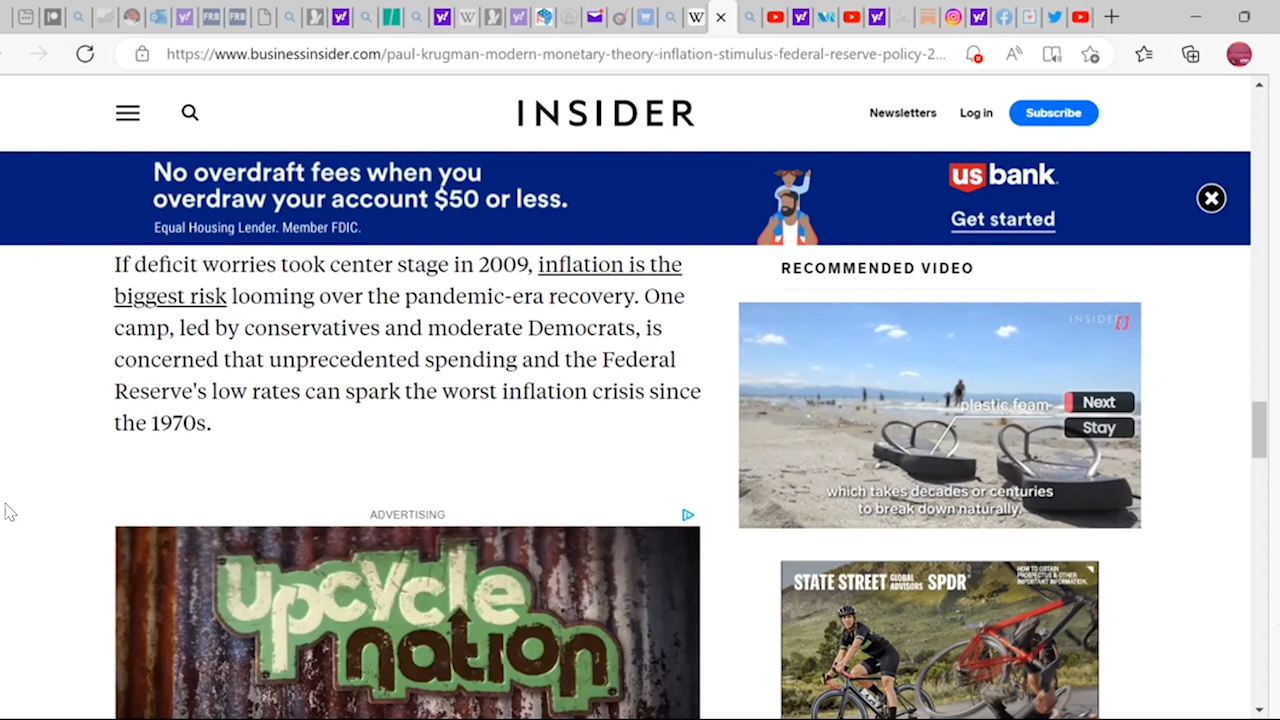 FRB
FRB
https://www.businessinsider.com/paul-krugman-modern-monetary-theory-inflation-stimulus-federal-reserve-policy-2...
INSIDER
Newsletters
Log in
Subscribe
No overdraft fees when you
overdraw your account $50 or less.
Equal Housing Lender. Member FDIC.
us bank
Get started
If deficit worries took center stage in 2009, inflation is the
biggest risk looming over the pandemic-era recovery. One
camp, led by conservatives and moderate Democrats, is
concerned that unprecedented spending and the Federal
Reserve's low rates can spark the worst inflation crisis since
the 1970s.
RECOMMENDED VIDEO
INSIDER
plastic foam
Next
Stay
which takes decades or centuries
to break down naturally.
ADVERTISING
upcycle
nation
STATE STREET GLOBAL ADVISORS SPDR®
HOW TO OBTAIN
PROSPECTUS & OTHER
IMPORTANT INFORMATION.